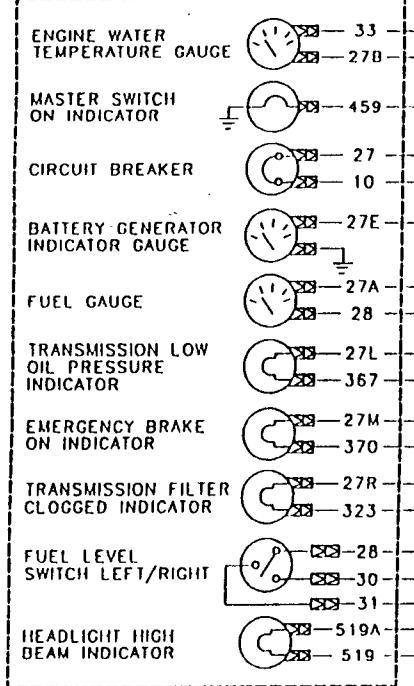 ENGINE WATER
TEMPERATURE GAUGE
33
27B
MASTER SWITCH
ON INDICATOR
459
CIRCUIT BREAKER
27
10
BATTERY GENERATOR
INDICATOR GAUGE
27E
FUEL GAUGE
27A
28
TRANSMISSION LOW
OIL PRESSURE
INDICATOR
27L
367
EMERGENCY BRAKE
ON INDICATOR
27M
370
TRANSMISSION FILTER
CLOGGED INDICATOR
27R
323
FUEL LEVEL
SWITCH LEFT/RIGHT
28
30
31
HEADLIGHT HIGH
BEAM INDICATOR
519A
519